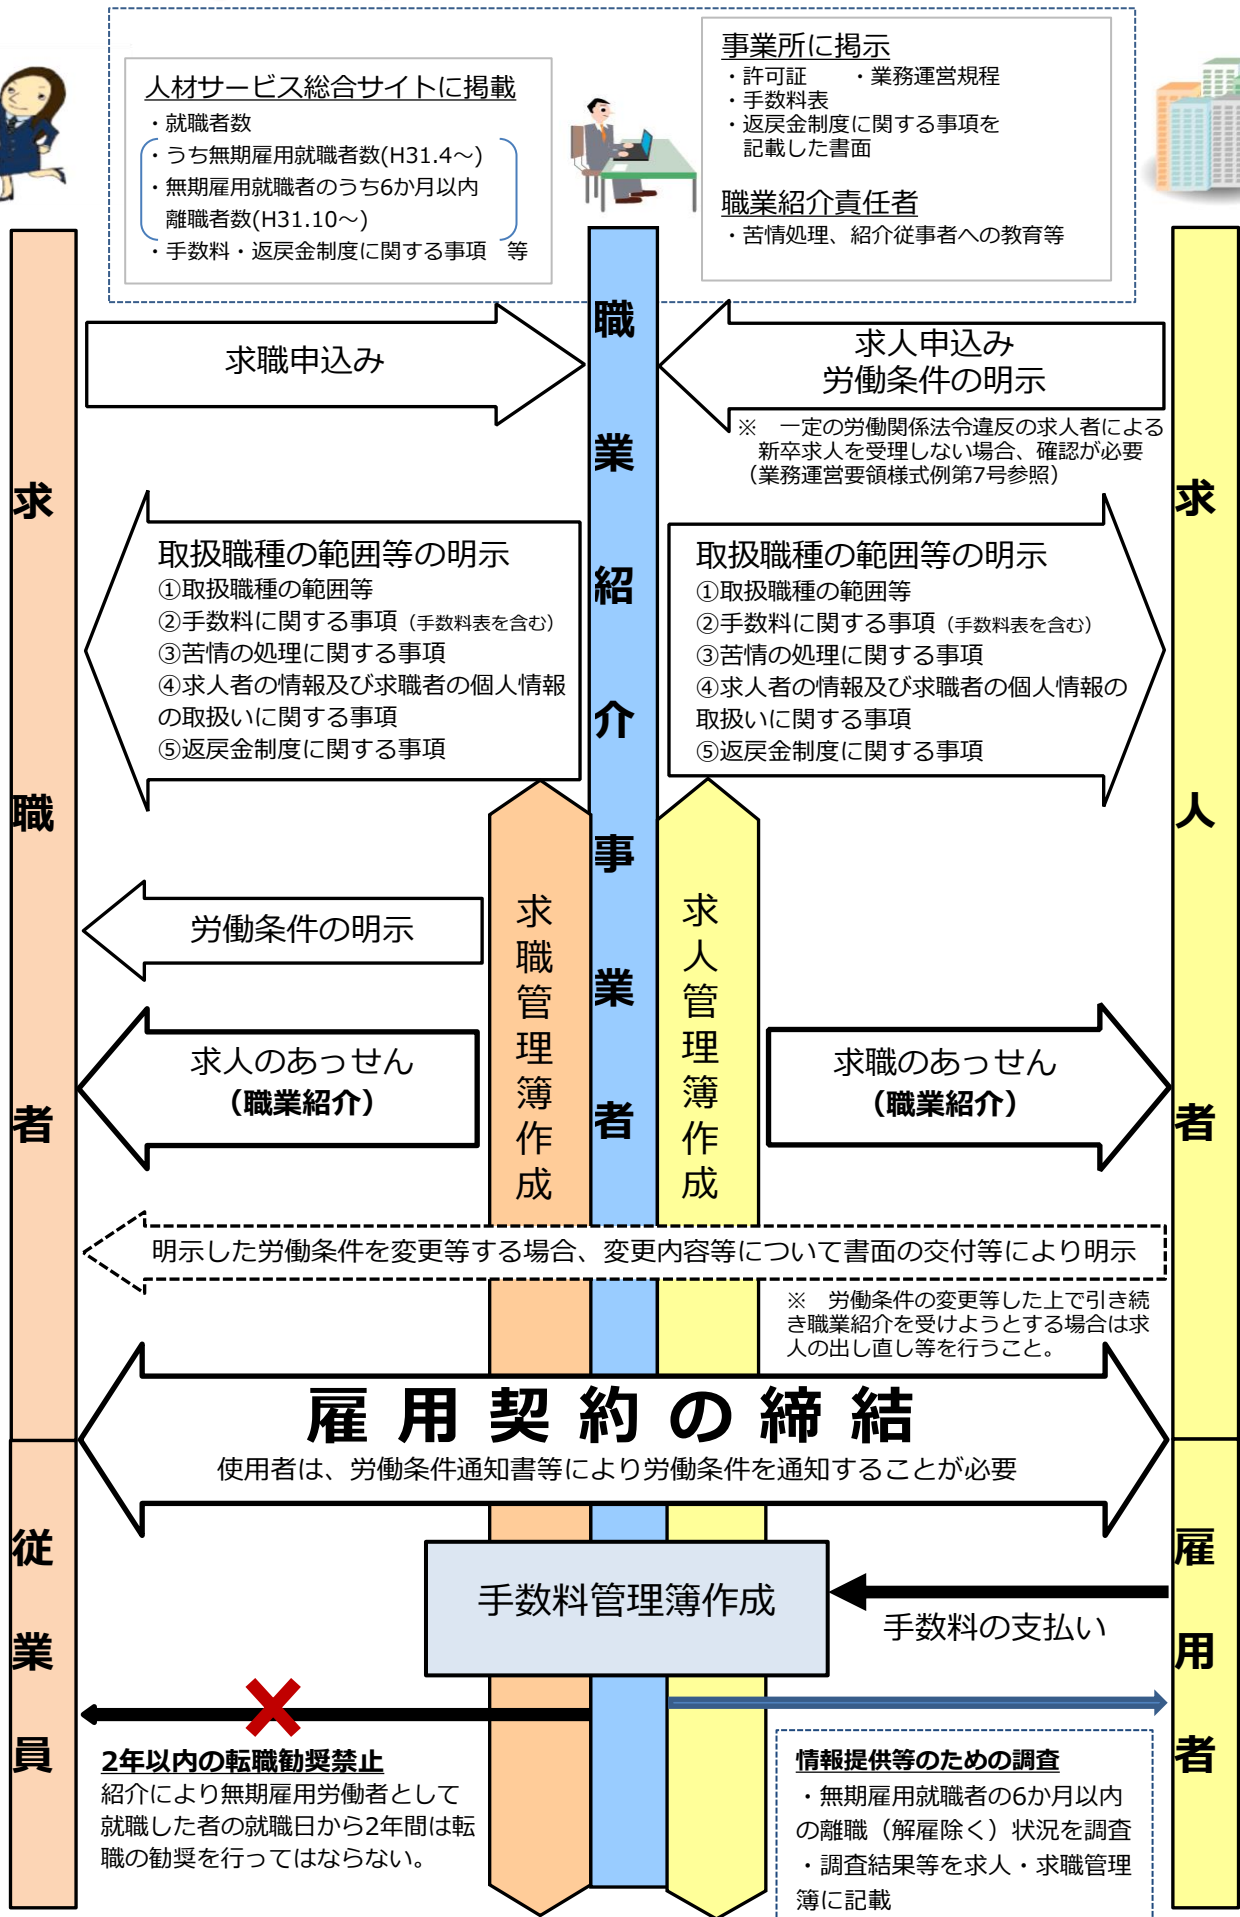 人材サービス総合サイトに掲載
・就職者数
・うち無期雇用就職者数(H31.4～)
・無期雇用就職者のうち6か月以内
離職者数(H31.10～)
・手数料・返戻金制度に関する事項　等
事業所に掲示
・許可証　　・業務運営規程
・手数料表
・返戻金制度に関する事項を
記載した書面
職業紹介責任者
・苦情処理、紹介従事者への教育等
求職者
職業紹介事業者
求人者
求職申込み
求人申込み
労働条件の明示
※　一定の労働関係法令違反の求人者による
新卒求人を受理しない場合、確認が必要
（業務運営要領様式例第7号参照）
取扱職種の範囲等の明示
①取扱職種の範囲等
②手数料に関する事項（手数料表を含む）
③苦情の処理に関する事項
④求人者の情報及び求職者の個人情報
の取扱いに関する事項
⑤返戻金制度に関する事項
取扱職種の範囲等の明示
①取扱職種の範囲等
②手数料に関する事項（手数料表を含む）
③苦情の処理に関する事項
④求人者の情報及び求職者の個人情報の
取扱いに関する事項
⑤返戻金制度に関する事項
求職管理簿作成
求人管理簿作成
労働条件の明示
求人のあっせん
（職業紹介）
求職のあっせん
（職業紹介）
明示した労働条件を変更等する場合、変更内容等について書面の交付等により明示
※　労働条件の変更等した上で引き続
き職業紹介を受けようとする場合は求
人の出し直し等を行うこと。
雇用契約の締結
使用者は、労働条件通知書等により労働条件を通知することが必要
従業員
雇用者
手数料管理簿作成
手数料の支払い
2年以内の転職勧奨禁止
紹介により無期雇用労働者として
就職した者の就職日から2年間は転
職の勧奨を行ってはならない。
情報提供等のための調査
・無期雇用就職者の6か月以内
の離職（解雇除く）状況を調査
・調査結果等を求人・求職管理
簿に記載